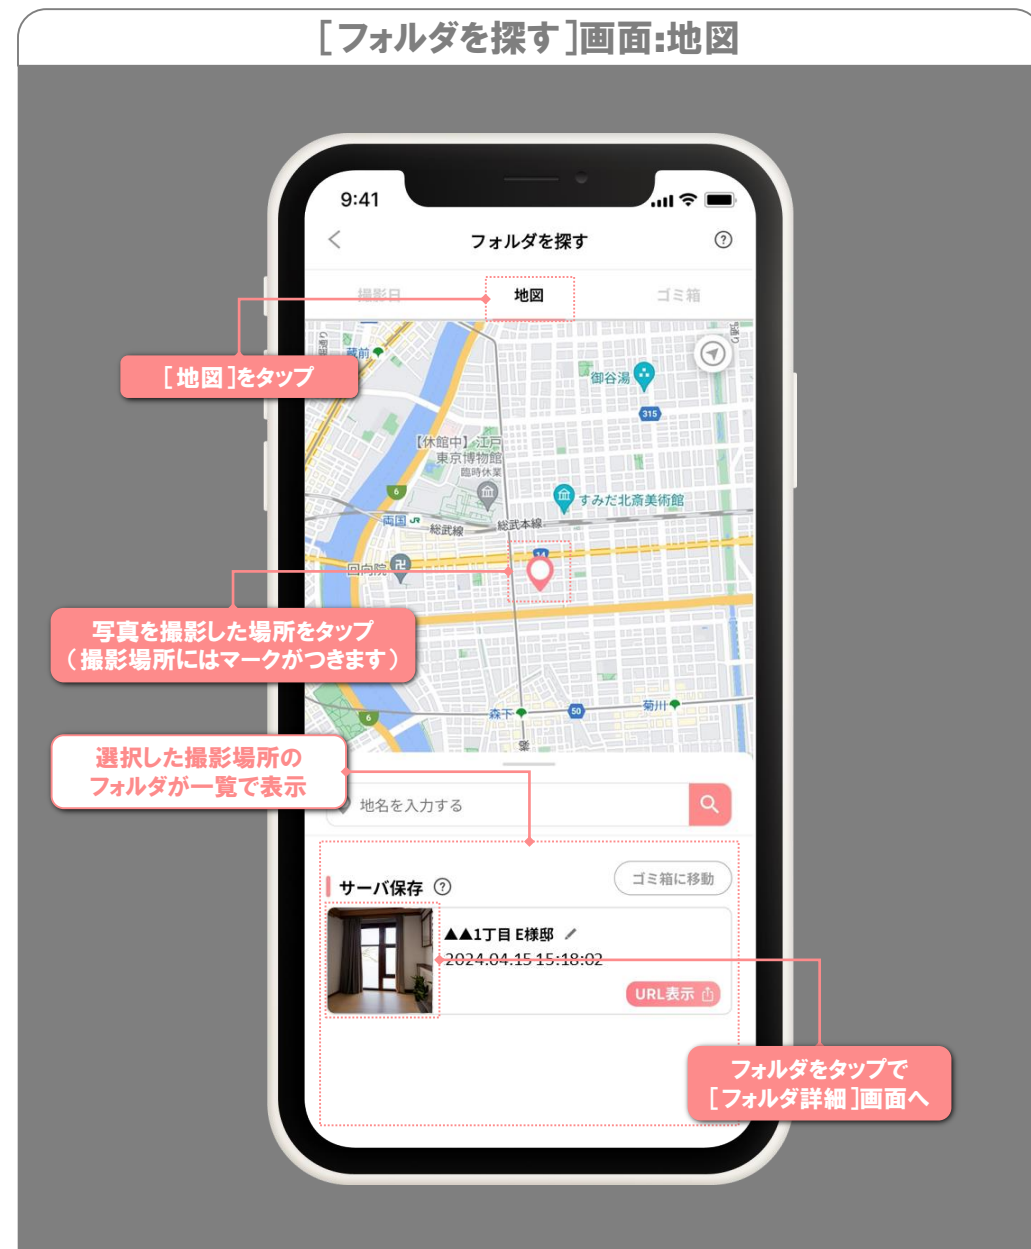 [フォルダを探す]画面:地図
9:41
フォルダを探す
?
撮影日
地図
ゴミ箱
[地図]をタップ
蔵前
御谷湯
315
【休館中】江戸
東京博物館
臨時休業
6
すみだ北斎美術館
両国 JR
総武線
総武本線
14
回向院
写真を撮影した場所をタップ
(撮影場所にはマークがつきます)
森下
50
菊川
6
選択した撮影場所の
フォルダが一覧で表示
地名を入力する
サーバ保存 ?
ゴミ箱に移動
▲▲1丁目 E様邸
2024.04.15 15:18:02
URL表示
フォルダをタップで
[フォルダ詳細]画面へ